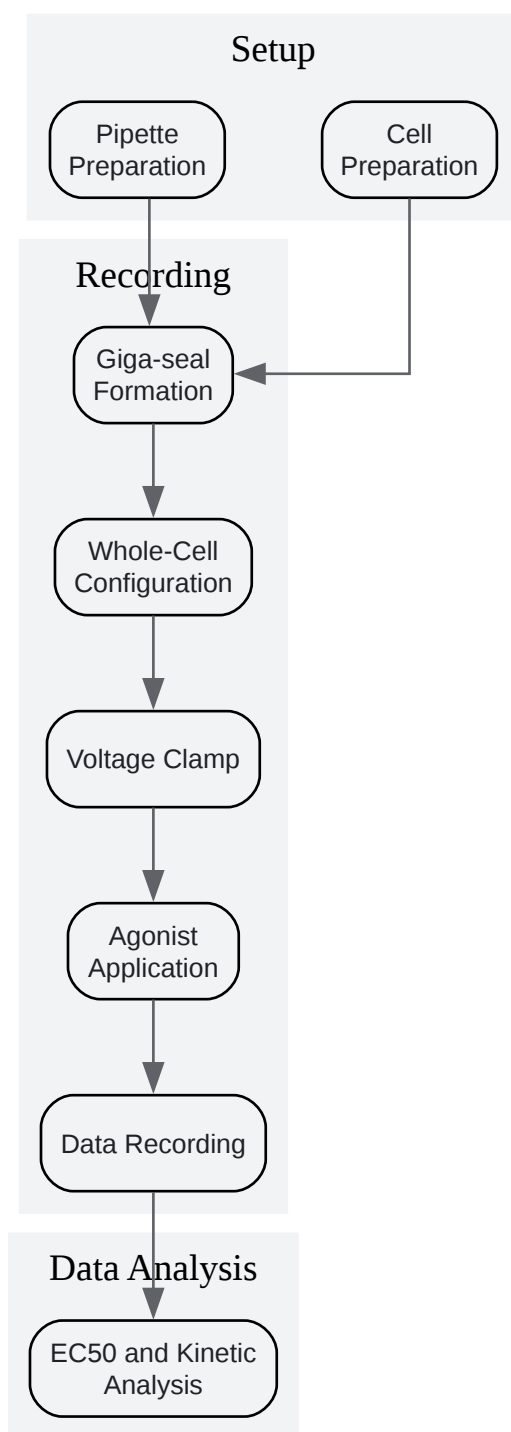 Setup
Pipette
Preparation
Cell
Preparation
Recording
Giga-seal
Formation
Whole-Cell
Configuration
Voltage Clamp
Agonist
Application
Data Recording
Data Analysis
EC50 and Kinetic
Analysis